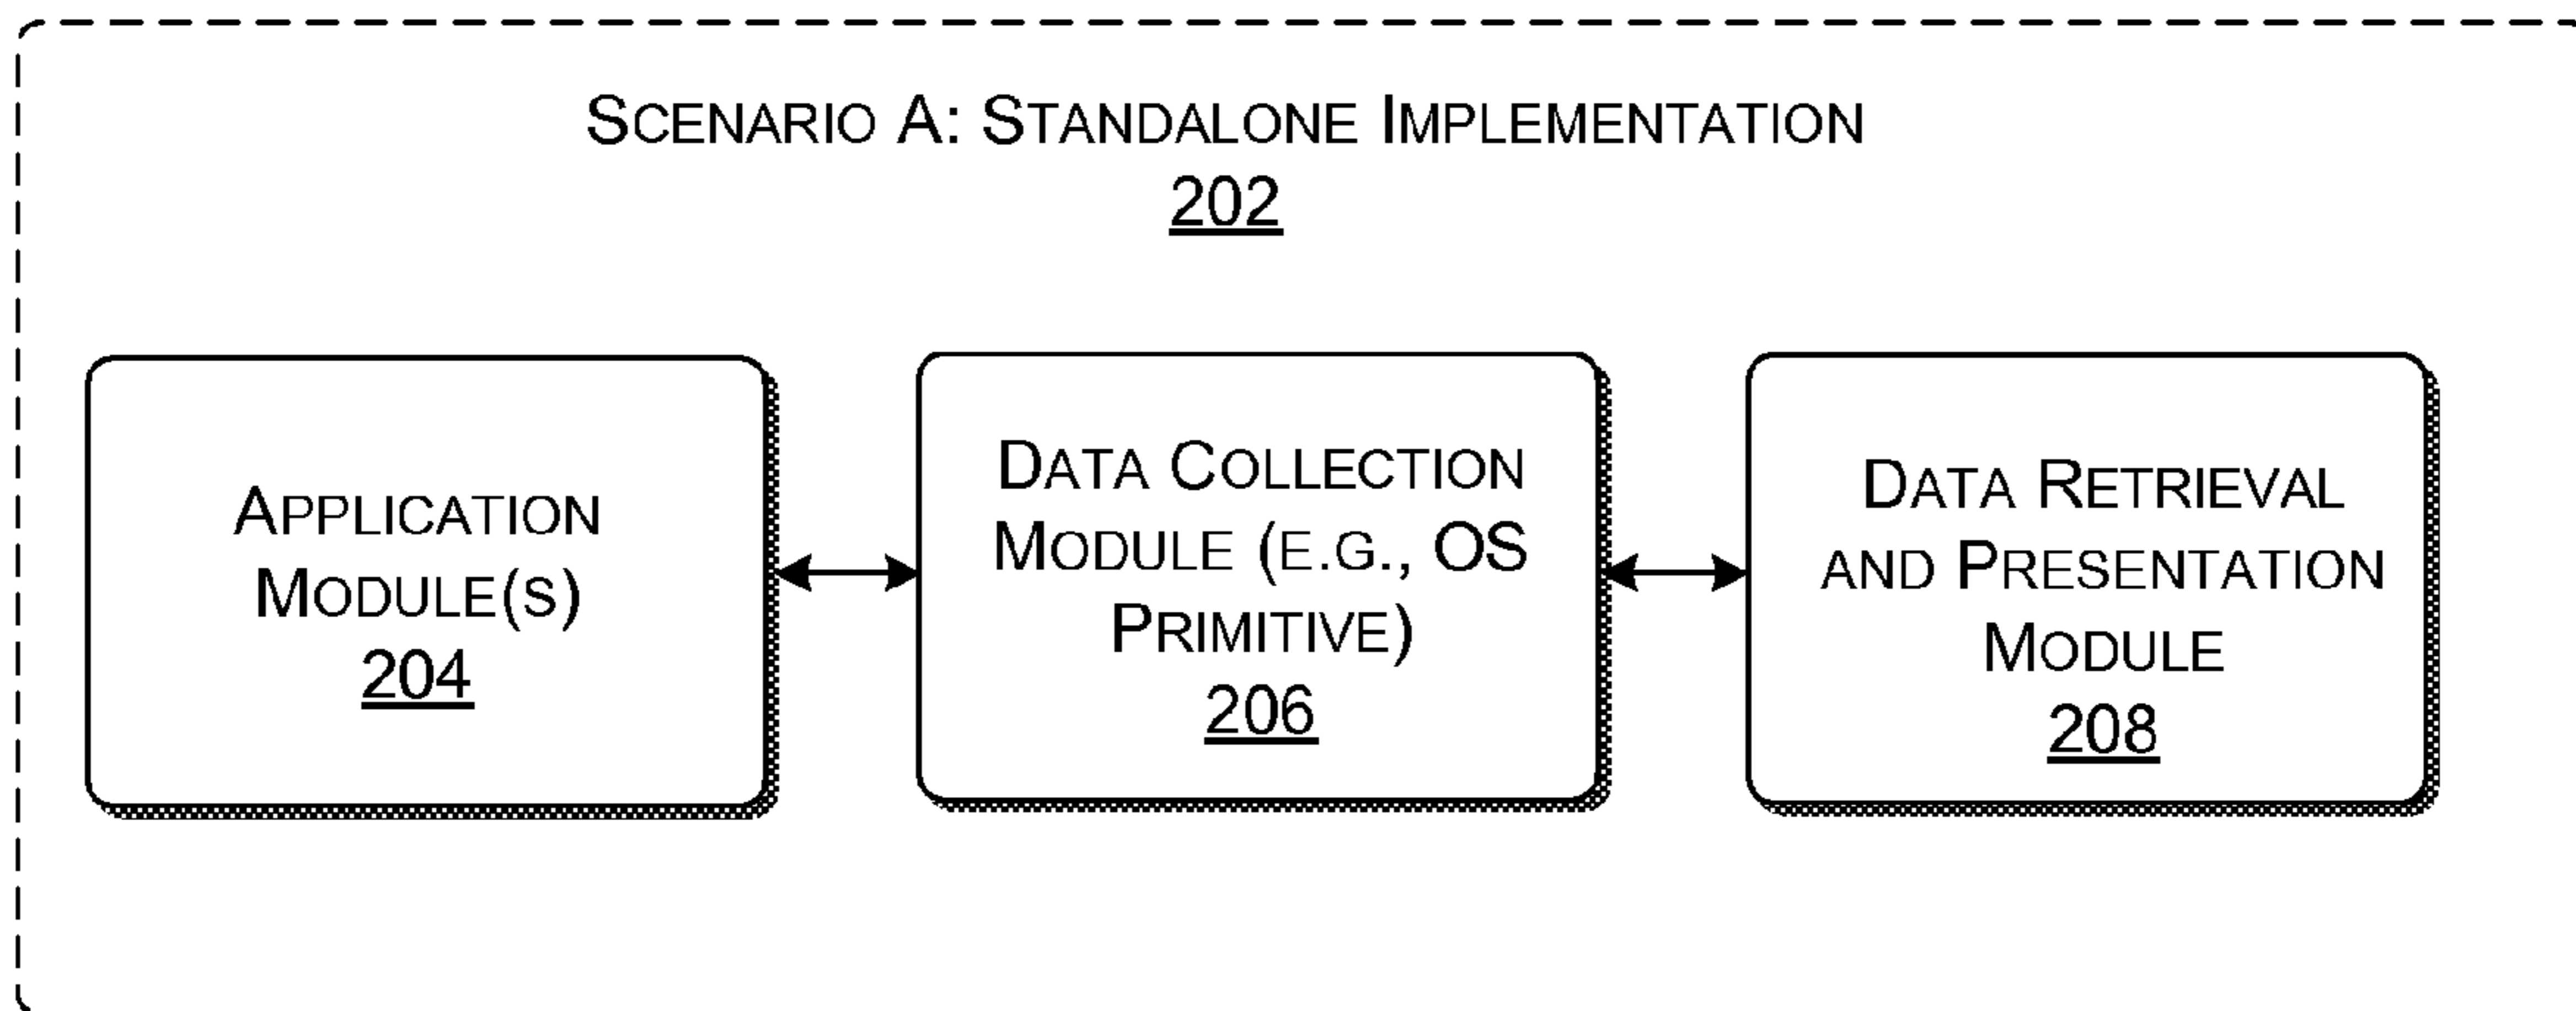 SCENARIO A: STANDALONE IMPLEMENTATION
202
APPLICATION
MODULE(S)
204
DATA COLLECTION
MODULE (E.G., OS
PRIMITIVE)
206
DATA RETRIEVAL
AND PRESENTATION
MODULE
208